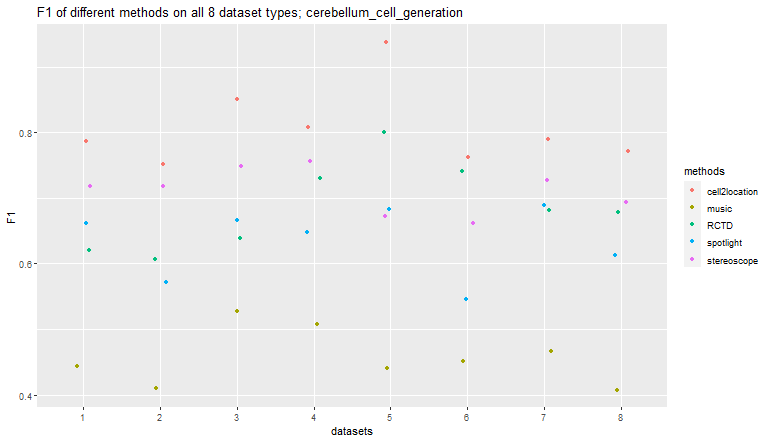 F1 of different methods on all 8 dataset types; cerebellum_cell_generation
0.8
0.6
0.4
F1
1 2 3 4 5 6 7 8
datasets
methods
cell2location
music
RCTD
spotlight
stereoscope